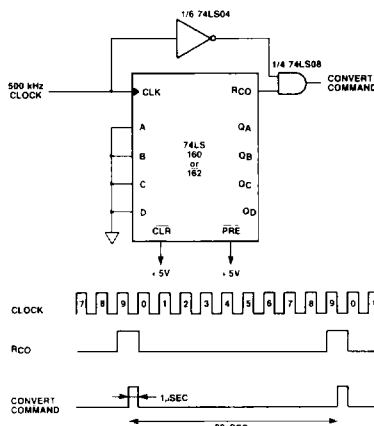 1/6 74LS04
1/4 74LS08
CONVERT
COMMAND
500 kHz
CLOCK
CLK
RCO
A
QA
74LS
160
or
162
B
QB
C
QC
D
QD
CLR
PRE
+5V
+5V
CLOCK
7 8 9 0 1 2 3 4 5 6 7 8 9 0
RCO
CONVERT
COMMAND
1μSEC